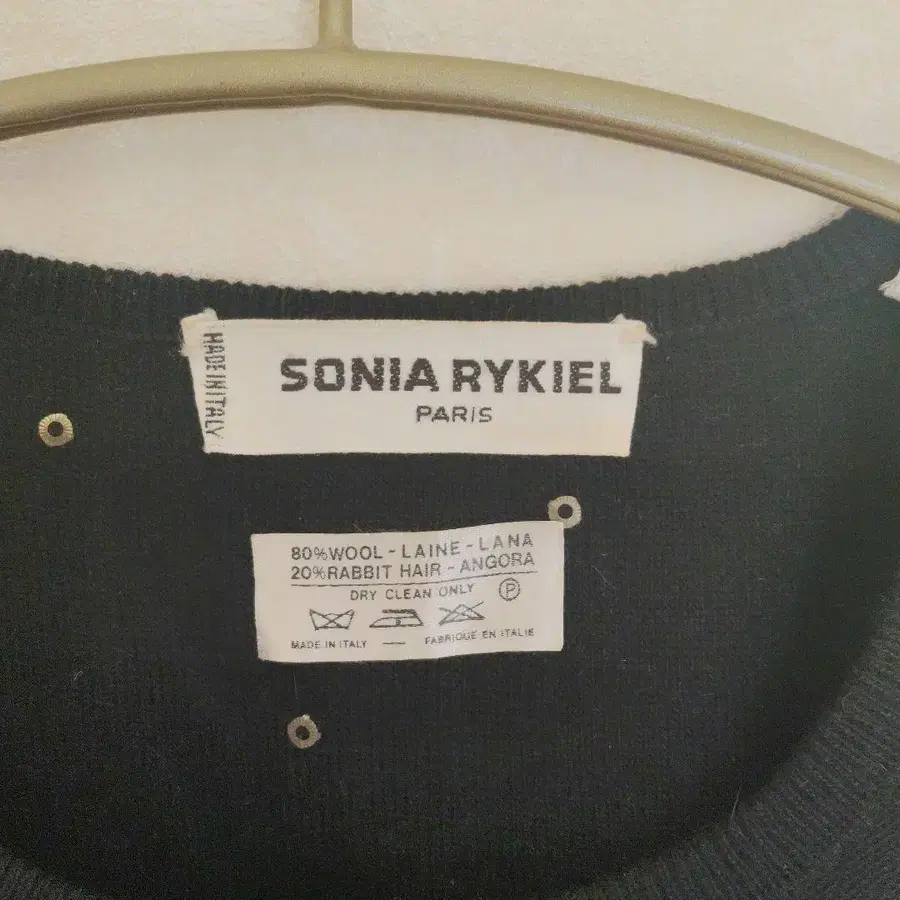 MADE IN ITALY
SONIA RYKIEL
PARIS
80%WOOL - LAINE - LANA
20%RABBIT HAIR - ANGORA
DRY CLEAN ONLY Ⓟ
MADE IN ITALY — FABRIQUE EN ITALIE